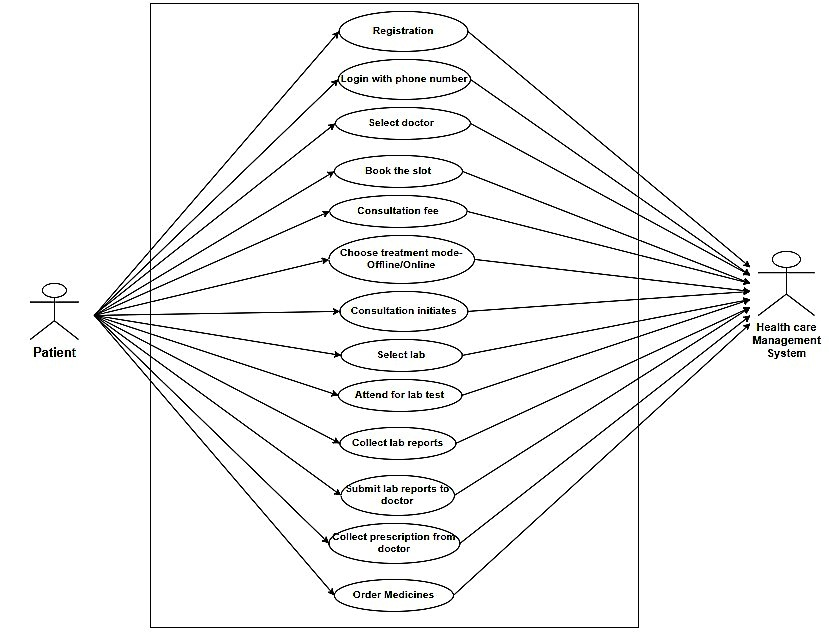 Registration
Login with phone number
Select doctor
Book the slot
Consultation fee
Choose treatment mode-
Offline/Online
Consultation initiates
Select lab
Attend for lab test
Collect lab reports
Submit lab reports to
doctor
Collect prescription from
doctor
Order Medicines
Patient
Health care
Management
System